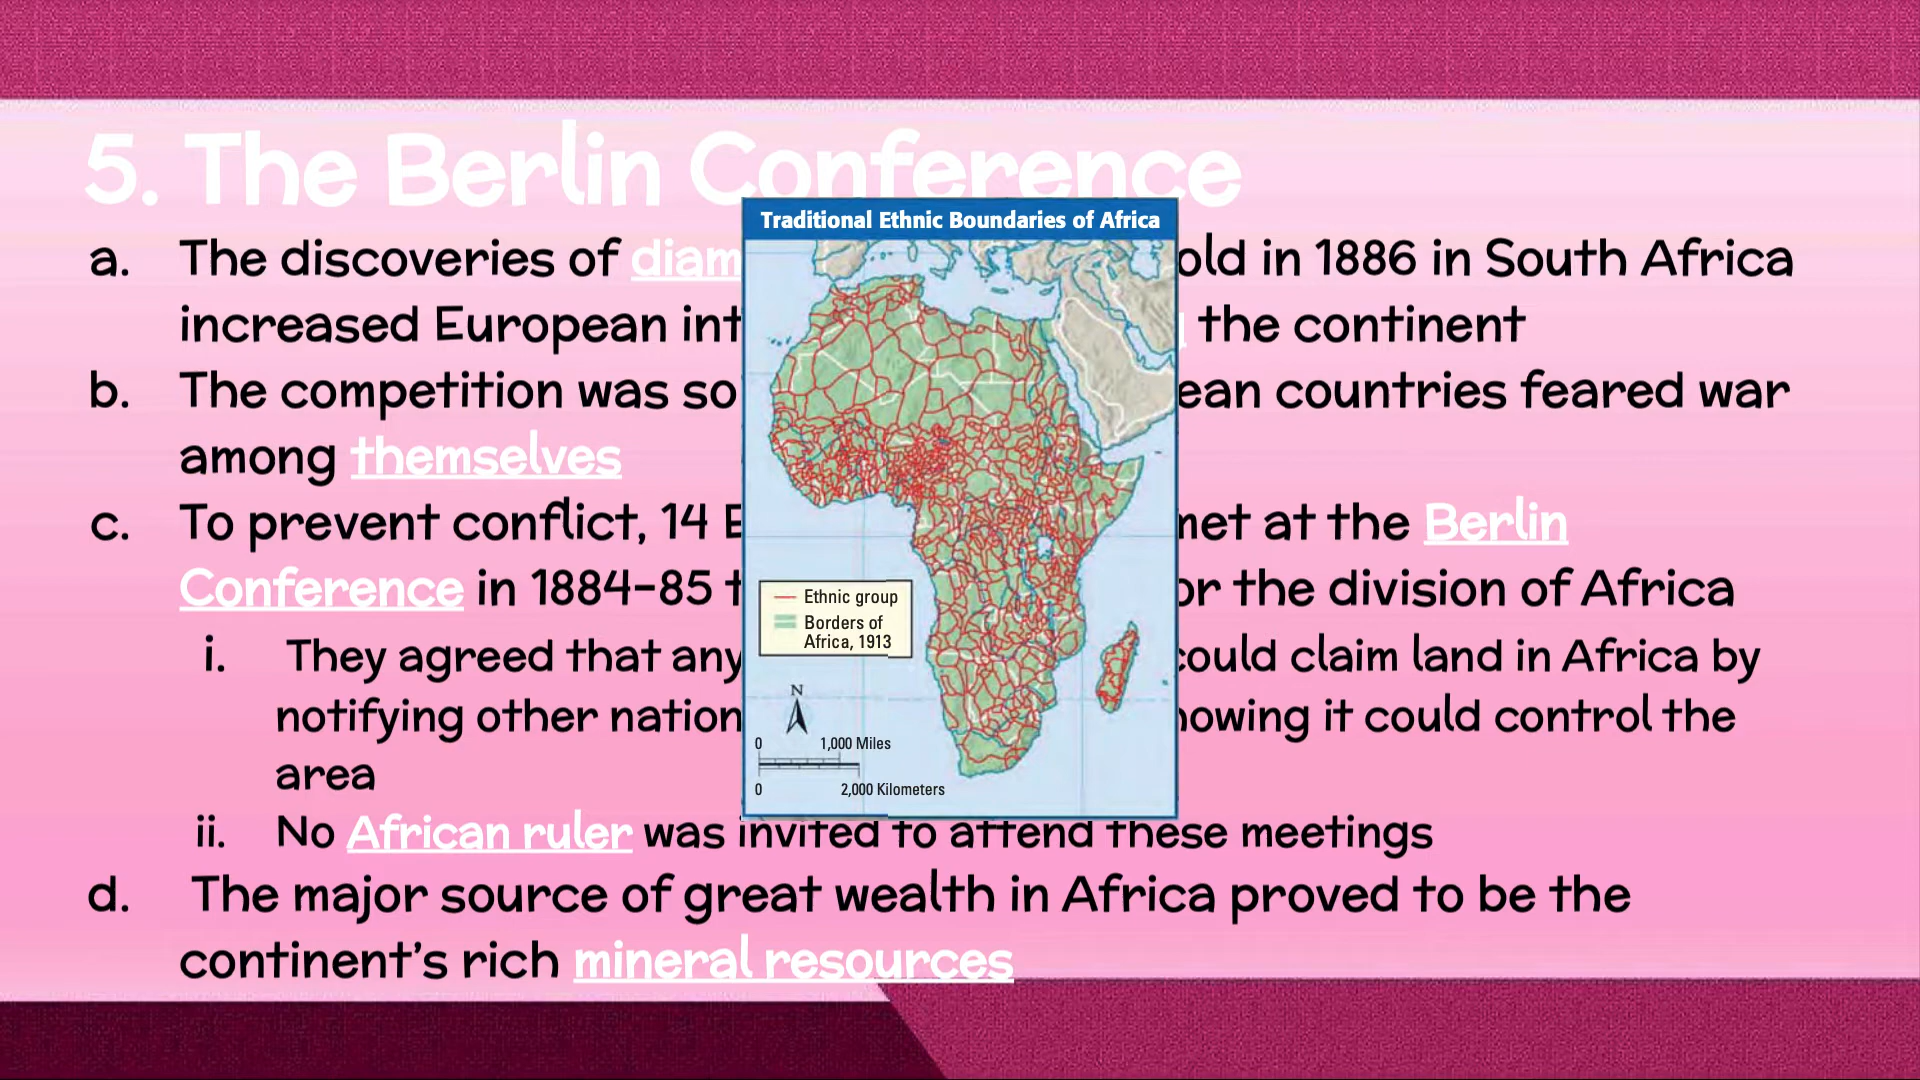 5. The Berlin Conference
a. The discoveries of old in 1886 in South Africa
increased European the continent
b. The competition was so countries feared war
among themselves
c. To prevent conflict, 14 met at the Berlin
Conference in 1884-85 the division of Africa
i. They agreed that any could claim land in Africa by
notifying other it could control the
area
ii. No African ruler was invited to attend these meetings
d. The major source of great wealth in Africa proved to be the
continent's rich mineral resources
Traditional Ethnic Boundaries of Africa
Ethnic group
Borders of
Africa, 1913
N
0 1,000 Miles
0 2,000 Kilometers